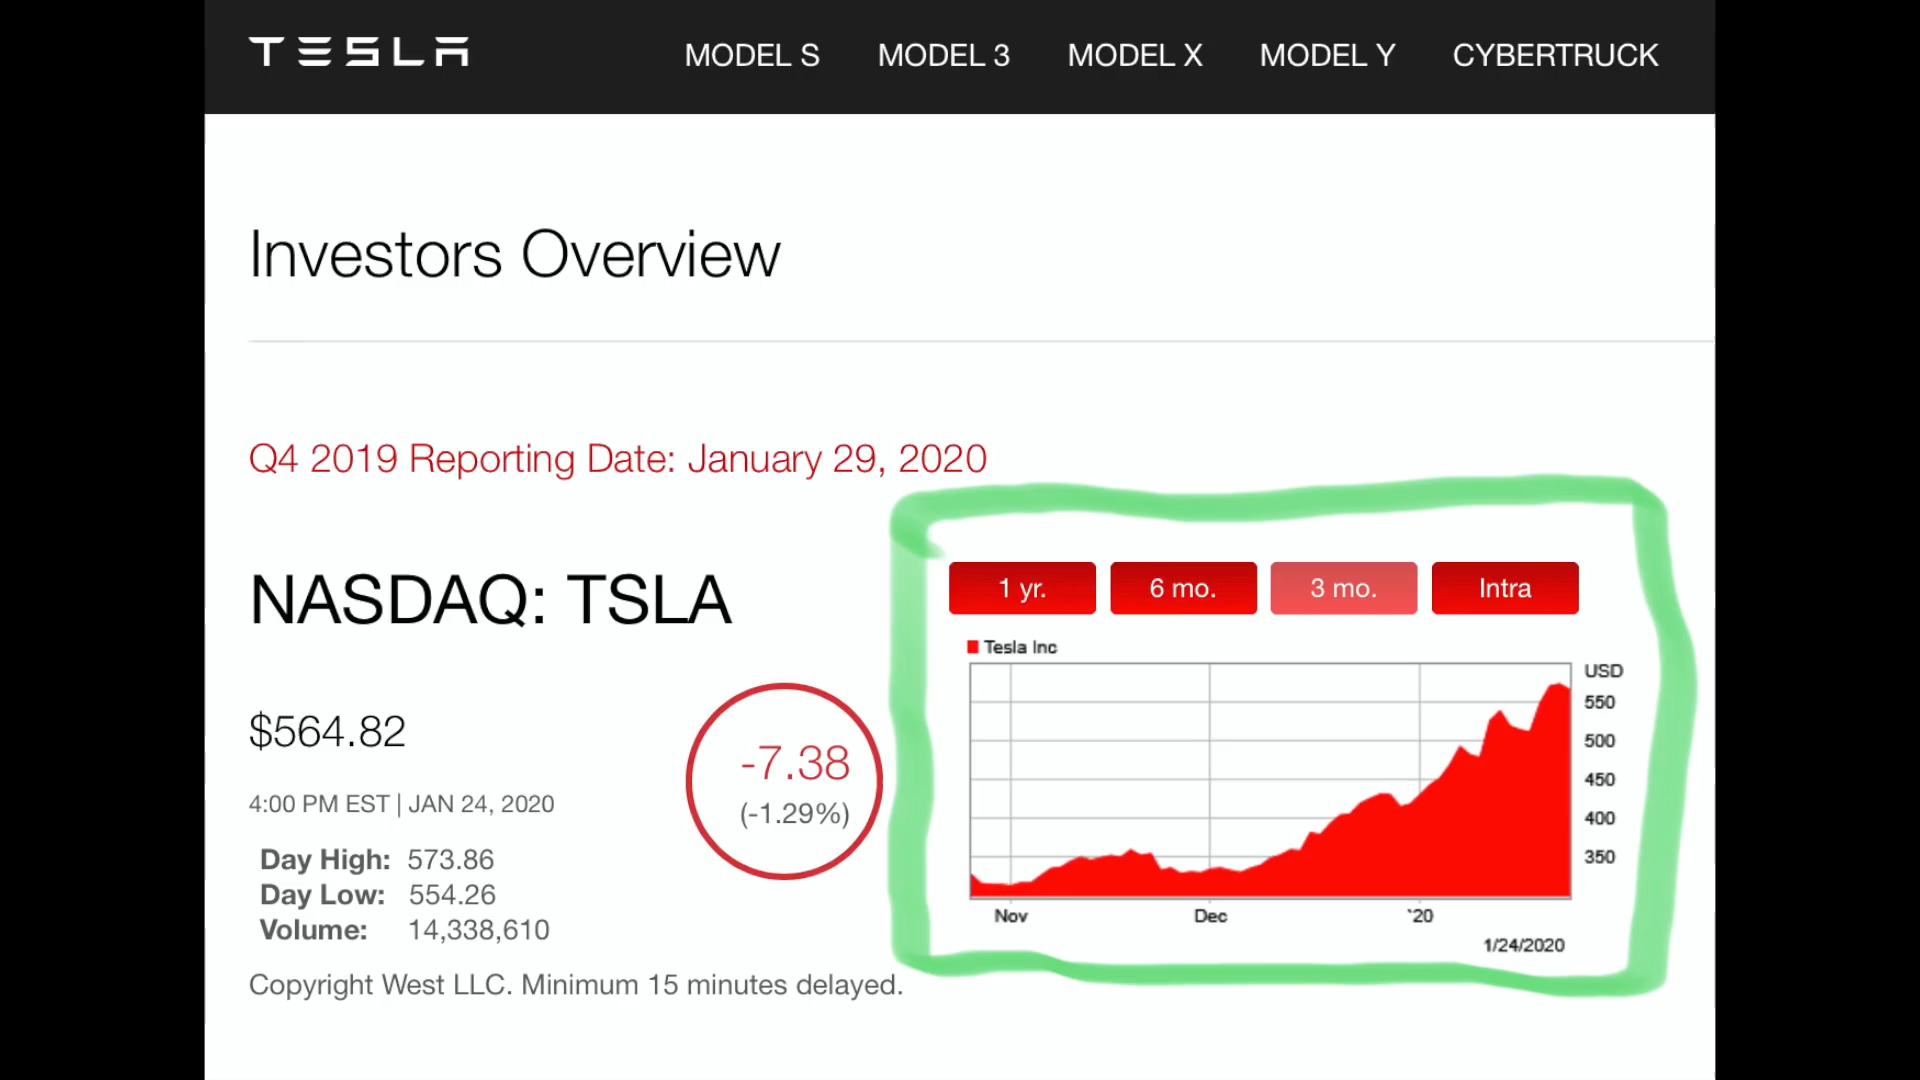 TESLA MODEL S MODEL 3 MODEL X MODEL Y CYBERTRUCK
Investors Overview
Q4 2019 Reporting Date: January 29, 2020
NASDAQ: TSLA
$564.82
-7.38
(-1.29%)
4:00 PM EST | JAN 24, 2020
Day High: 573.86
Day Low: 554.26
Volume: 14,338,610
Copyright West LLC. Minimum 15 minutes delayed.
1 yr. 6 mo. 3 mo. Intra
Tesla Inc
USD
550
500
450
400
350
Nov Dec `20
1/24/2020